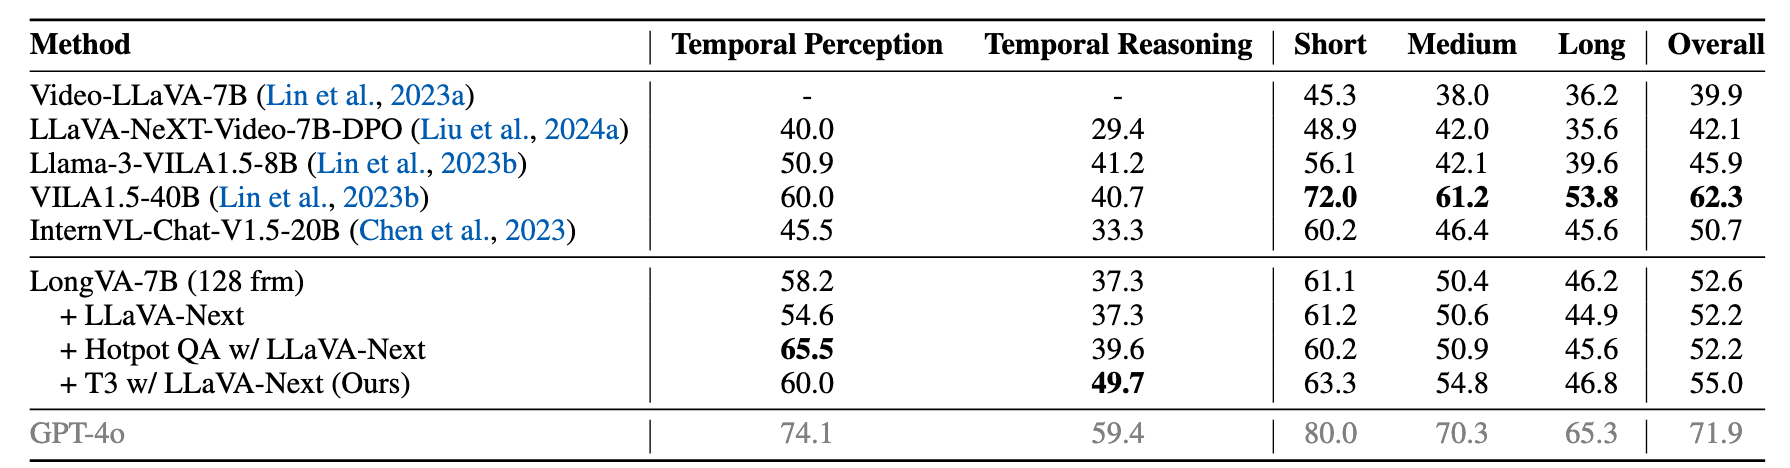 Method Temporal Perception Temporal Reasoning Short Medium Long Overall
Video-LLaVA-7B (Lin et al., 2023a) - - 45.3 38.0 36.2 39.9
LLaVA-NeXT-Video-7B-DPO (Liu et al., 2024a) 40.0 29.4 48.9 42.0 35.6 42.1
Llama-3-VILA1.5-8B (Lin et al., 2023b) 50.9 41.2 56.1 42.1 39.6 45.9
VILA1.5-40B (Lin et al., 2023b) 60.0 40.7 72.0 61.2 53.8 62.3
InternVL-Chat-V1.5-20B (Chen et al., 2023) 45.5 33.3 60.2 46.4 45.6 50.7
LongVA-7B (128 frm) 58.2 37.3 61.1 50.4 46.2 52.6
+ LLaVA-Next 54.6 37.3 61.2 50.6 44.9 52.2
+ Hotpot QA w/ LLaVA-Next 65.5 39.6 60.2 50.9 45.6 52.2
+ T3 w/ LLaVA-Next (Ours) 60.0 49.7 63.3 54.8 46.8 55.0
GPT-4o 74.1 59.4 80.0 70.3 65.3 71.9